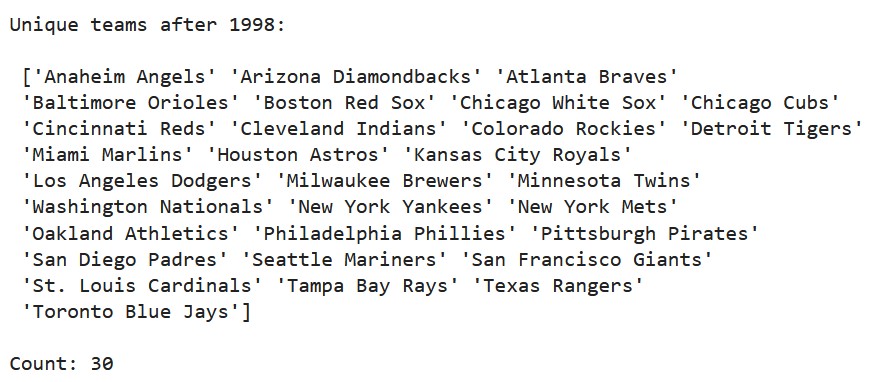 Unique teams after 1998:
['Anaheim Angels' 'Arizona Diamondbacks' 'Atlanta Braves'
'Baltimore Orioles' 'Boston Red Sox' 'Chicago White Sox' 'Chicago Cubs'
'Cincinnati Reds' 'Cleveland Indians' 'Colorado Rockies' 'Detroit Tigers'
'Miami Marlins' 'Houston Astros' 'Kansas City Royals'
'Los Angeles Dodgers' 'Milwaukee Brewers' 'Minnesota Twins'
'Washington Nationals' 'New York Yankees' 'New York Mets'
'Oakland Athletics' 'Philadelphia Phillies' 'Pittsburgh Pirates'
'San Diego Padres' 'Seattle Mariners' 'San Francisco Giants'
'St. Louis Cardinals' 'Tampa Bay Rays' 'Texas Rangers'
'Toronto Blue Jays']
Count: 30